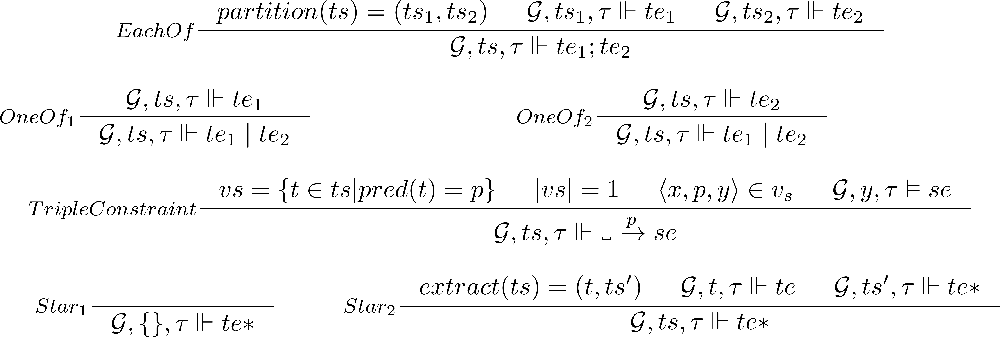 EachOf partition(ts) = (ts₁, ts₂) 𝒢, ts₁, τ ⊩ te₁ 𝒢, ts₂, τ ⊩ te₂
𝒢, ts, τ ⊩ te₁; te₂
OneOf₁ 𝒢, ts, τ ⊩ te₁
𝒢, ts, τ ⊩ te₁ | te₂
OneOf₂ 𝒢, ts, τ ⊩ te₂
𝒢, ts, τ ⊩ te₁ | te₂
TripleConstraint vs = {t ∈ ts|pred(t) = p} |vs| = 1 ⟨x, p, y⟩ ∈ vₛ 𝒢, y, τ ⊨ se
𝒢, ts, τ ⊩ ␣ —p→ se
Star₁ 𝒢, {}, τ ⊩ te∗
Star₂ extract(ts) = (t, ts′) 𝒢, t, τ ⊩ te 𝒢, ts′, τ ⊩ te∗
𝒢, ts, τ ⊩ te∗